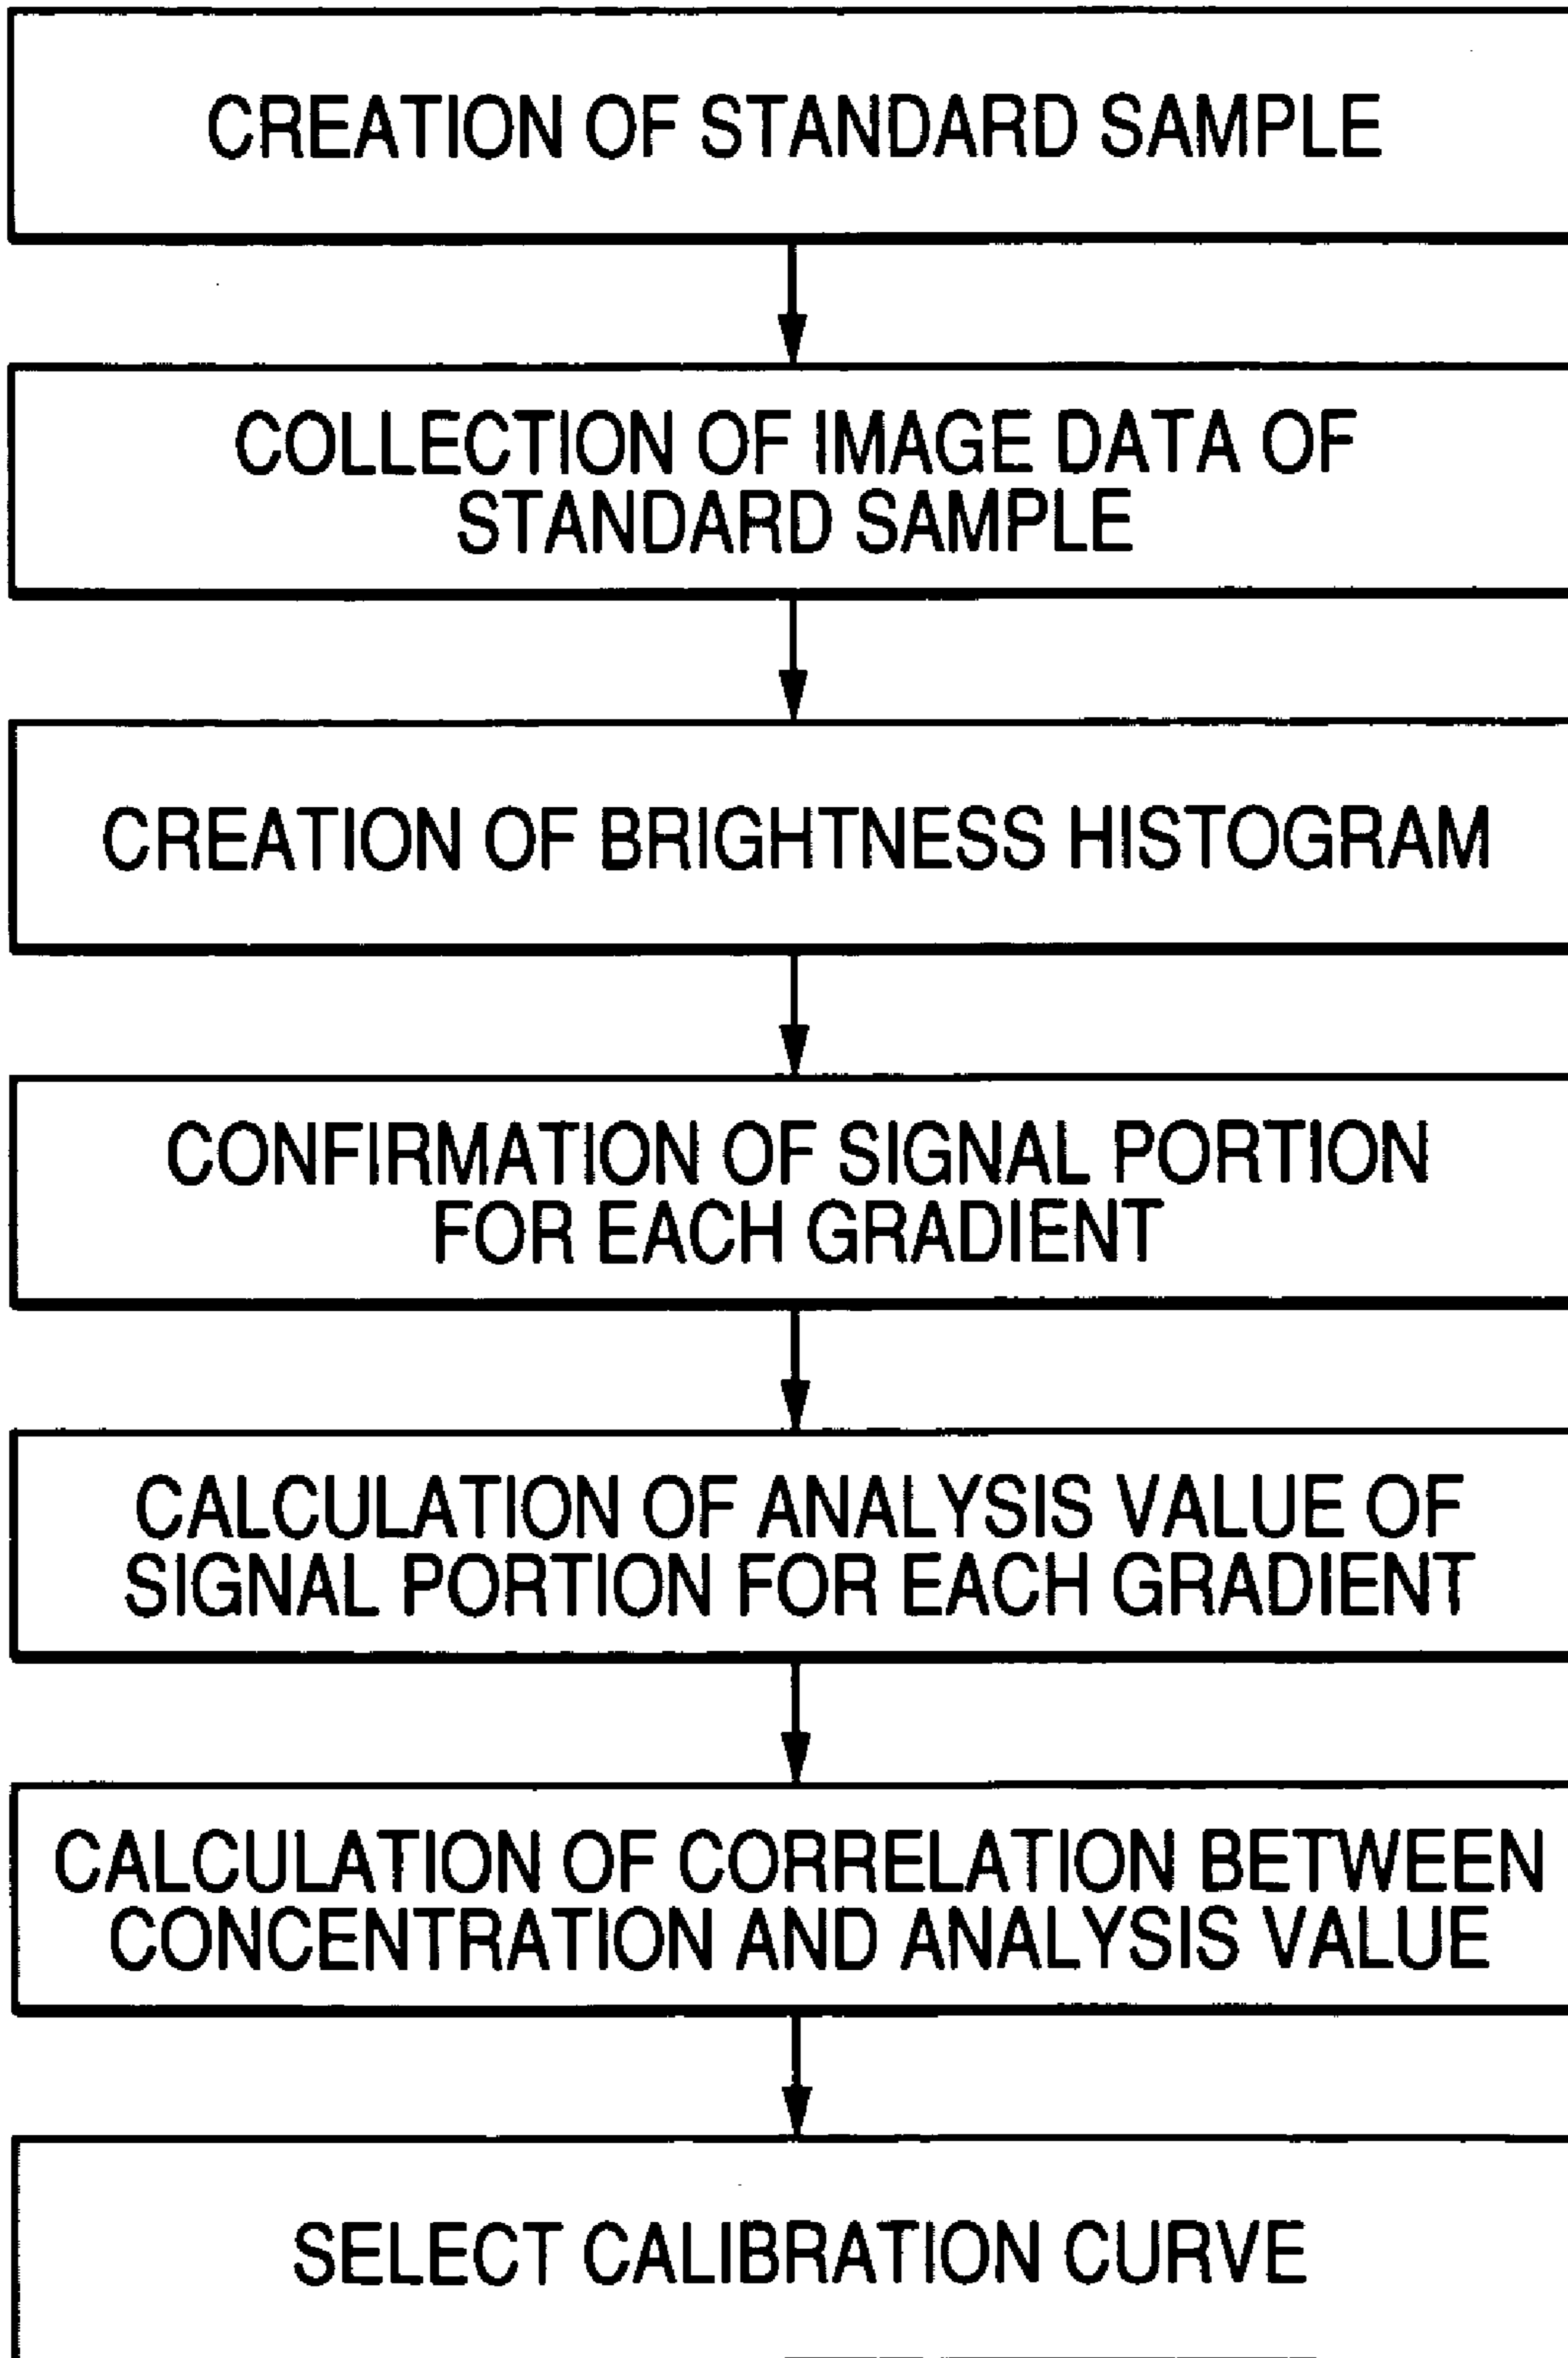 CREATION OF STANDARD SAMPLE
COLLECTION OF IMAGE DATA OF
STANDARD SAMPLE
CREATION OF BRIGHTNESS HISTOGRAM
CONFIRMATION OF SIGNAL PORTION
FOR EACH GRADIENT
CALCULATION OF ANALYSIS VALUE OF
SIGNAL PORTION FOR EACH GRADIENT
CALCULATION OF CORRELATION BETWEEN
CONCENTRATION AND ANALYSIS VALUE
SELECT CALIBRATION CURVE